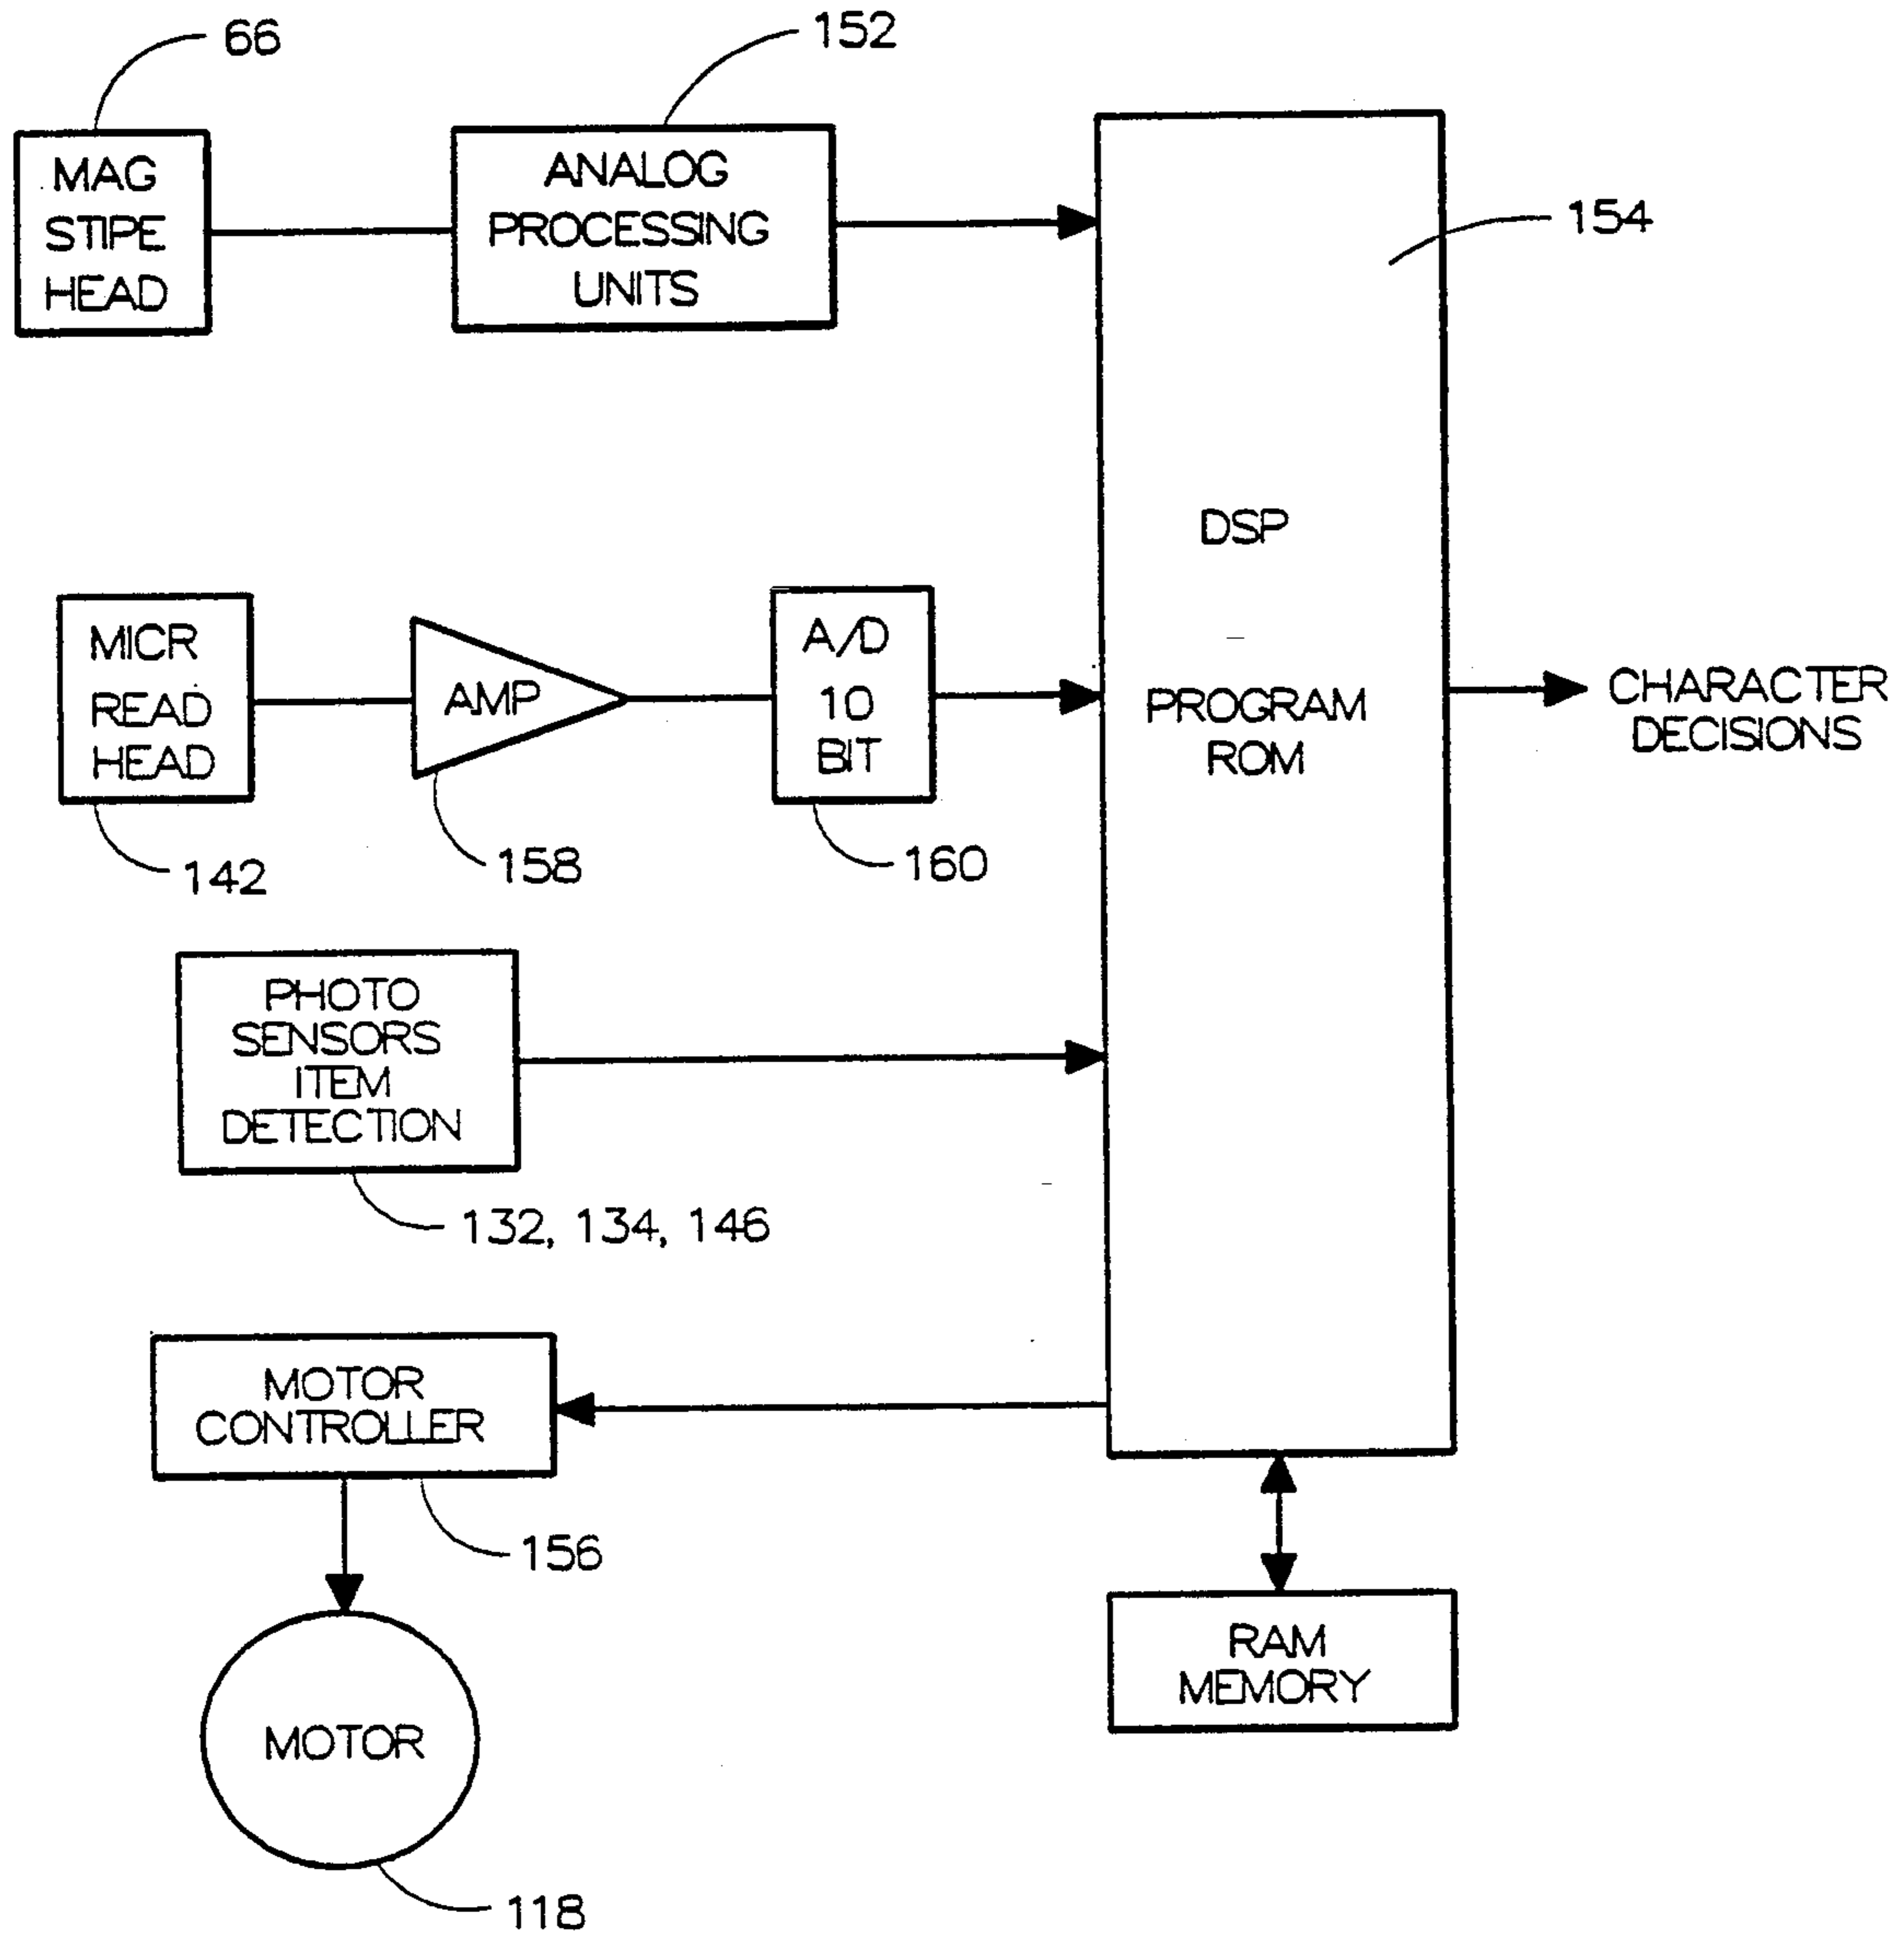 66
152
MAG
STIPE
HEAD
ANALOG
PROCESSING
UNITS
154
DSP
PROGRAM
ROM
MICR
READ
HEAD
AMP
A/D
10
BIT
CHARACTER
DECISIONS
142
158
160
PHOTO
SENSORS
ITEM
DETECTION
132, 134, 146
MOTOR
CONTROLLER
156
RAM
MEMORY
MOTOR
118